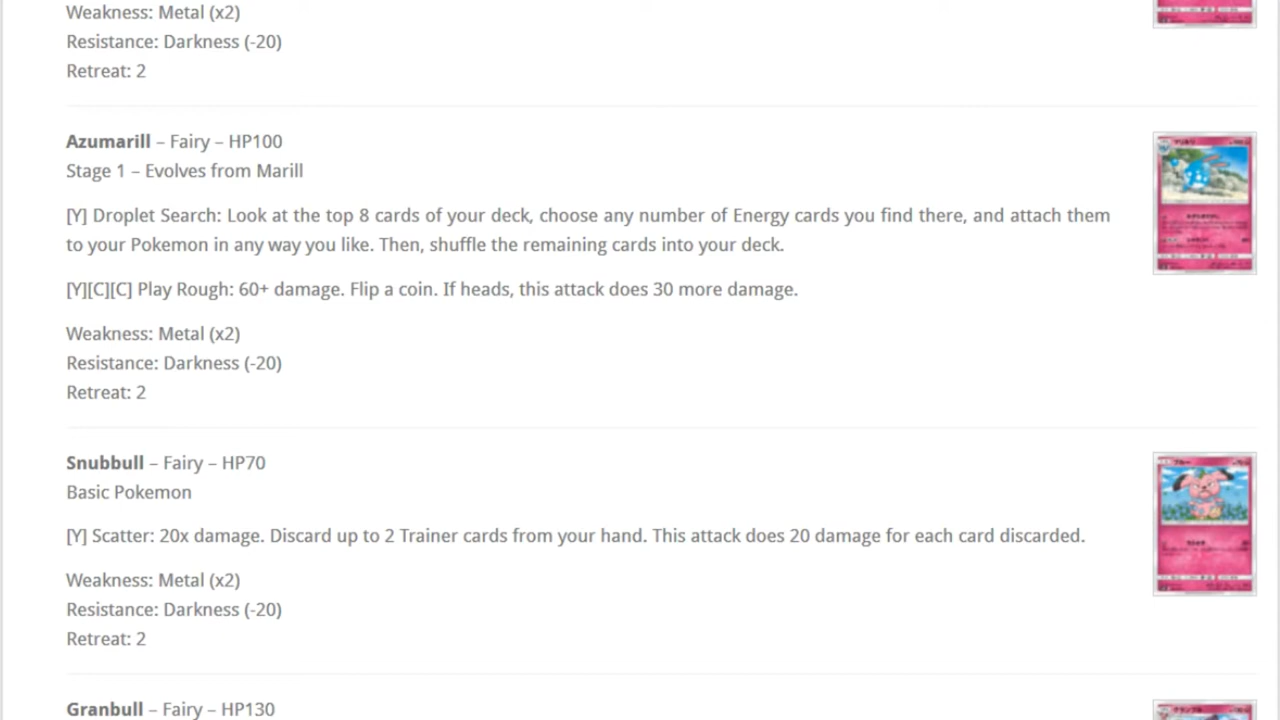 Weakness: Metal (x2)
Resistance: Darkness (-20)
Retreat: 2
Azumarill – Fairy – HP100
Stage 1 – Evolves from Marill
[Y] Droplet Search: Look at the top 8 cards of your deck, choose any number of Energy cards you find there, and attach them
to your Pokemon in any way you like. Then, shuffle the remaining cards into your deck.
[Y][C][C] Play Rough: 60+ damage. Flip a coin. If heads, this attack does 30 more damage.
Weakness: Metal (x2)
Resistance: Darkness (-20)
Retreat: 2
Snubbull – Fairy – HP70
Basic Pokemon
[Y] Scatter: 20x damage. Discard up to 2 Trainer cards from your hand. This attack does 20 damage for each card discarded.
Weakness: Metal (x2)
Resistance: Darkness (-20)
Retreat: 2
Granbull – Fairy – HP130